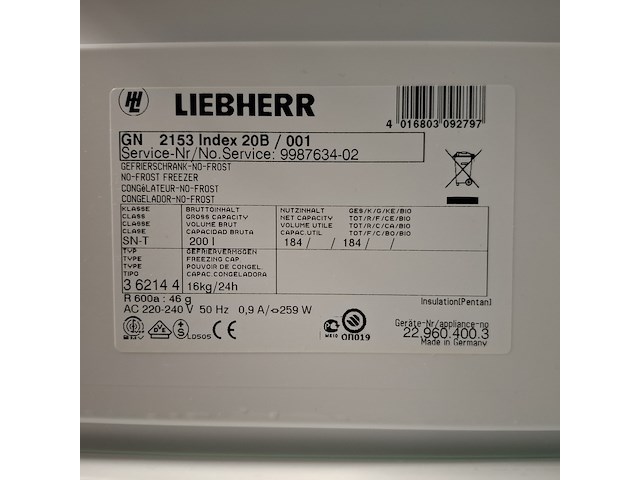 LIEBHERR
4 016803 092797
GN 2153 Index 20B / 001
Service-Nr/No.Service: 9987634-02
GEFRIERSCHRANK-NO-FROST
NO-FROST FREEZER
CONGéLATEUR-NO-FROST
CONGELADOR-NO-FROST
KLASSE BRUTTOINHALT NUTZINHALT GES/K/G/KE/BIO
CLASS GROSS CAPACITY NET CAPACITY TOT/R/F/CE/BIO
CLASSE VOLUME BRUT VOLUME UTILE TOT/R/C/CA/BIO
CLASE CAPACIDAD BRUTA CAPAC.UTIL TOT/F/C/BO/BIO
SN-T 200 l 184 / / 184 / /
TYP GEFRIERVERMÖGEN
TYPE FREEZING CAP
TYPE POUVOIR DE CONGEL.
TIPO CAPAC CONGELADORA
3 6214 4 16kg/24h
R 600a : 46 g
AC 220-240 V 50 Hz 0,9 A/ 259 W
Insulation(Pentan)
LDS05 CE
ME10 ОП019
Geräte-Nr/appliance-no
22.960.400.3
Made in Germany